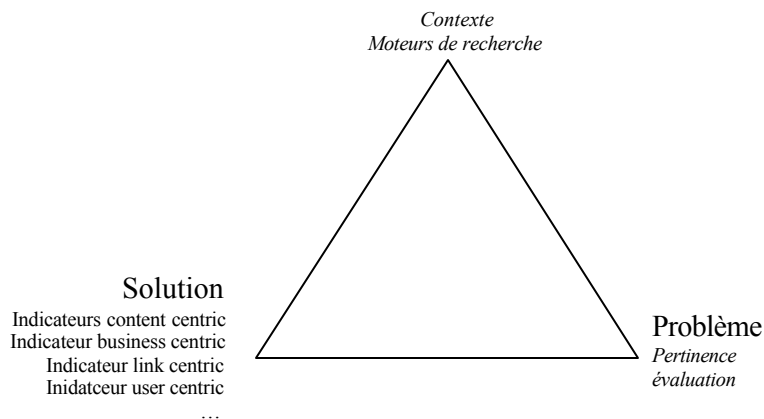 Contexte
Moteurs de recherche
Solution
Indicateurs content centric
Indicateur business centric
Indicateur link centric
Inidatceur user centric
...
Problème
Pertinence
évaluation